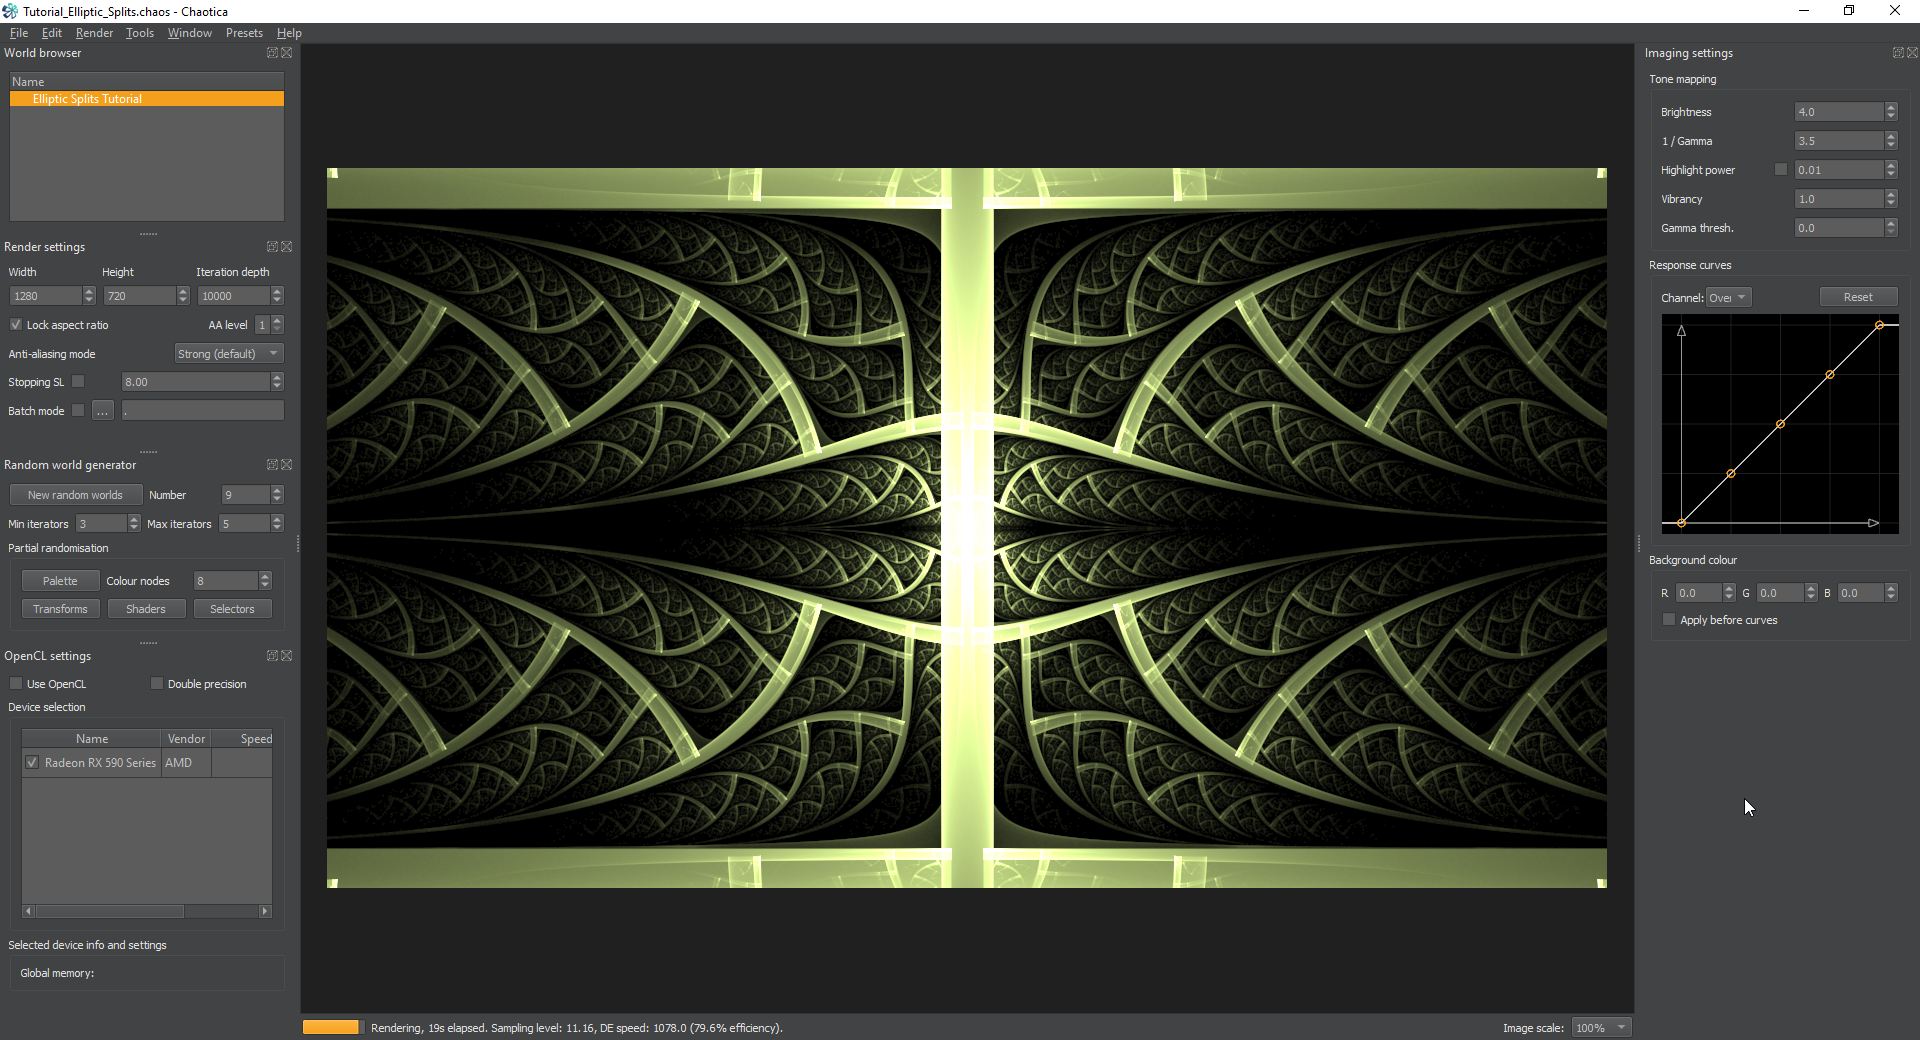 Tutorial_Elliptic_Splits.chaos - Chaotica
File Edit Render Tools Window Presets Help
World browser
Name
Elliptic Splits Tutorial
Render settings
Width Height Iteration depth
1280 720 10000
Lock aspect ratio AA level 1
Anti-aliasing mode Strong (default)
Stopping SL 8.00
Batch mode ... .
Random world generator
New random worlds Number 9
Min iterators 3 Max iterators 5
Partial randomisation
Palette Colour nodes 8
Transforms Shaders Selectors
OpenCL settings
Use OpenCL Double precision
Device selection
Name Vendor Speed
Radeon RX 590 Series AMD
Selected device info and settings
Global memory:
Rendering, 19s elapsed. Sampling level: 11.16, DE speed: 1078.0 (79.6% efficiency).
Image scale: 100%
Imaging settings
Tone mapping
Brightness 4.0
1 / Gamma 3.5
Highlight power 0.01
Vibrancy 1.0
Gamma thresh. 0.0
Response curves
Channel: Over Reset
Background colour
R 0.0 G 0.0 B 0.0
Apply before curves